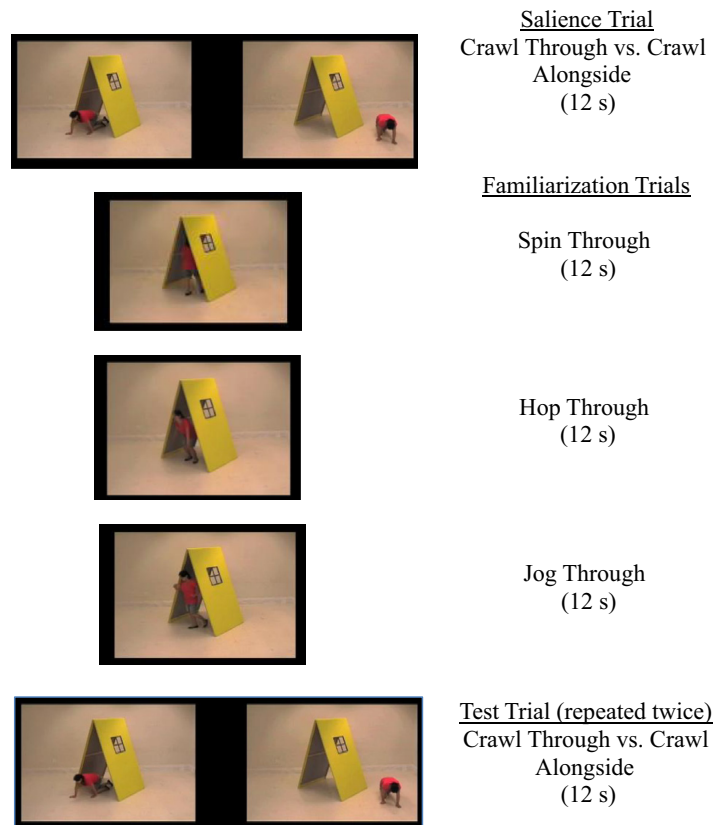 Salience Trial
Crawl Through vs. Crawl
Alongside
(12 s)
Familiarization Trials
Spin Through
(12 s)
Hop Through
(12 s)
Jog Through
(12 s)
Test Trial (repeated twice)
Crawl Through vs. Crawl
Alongside
(12 s)